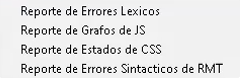 Reporte de Errores Lexicos
Reporte de Grafos de JS
Reporte de Estados de CSS
Reporte de Errores Sintacticos de RMT